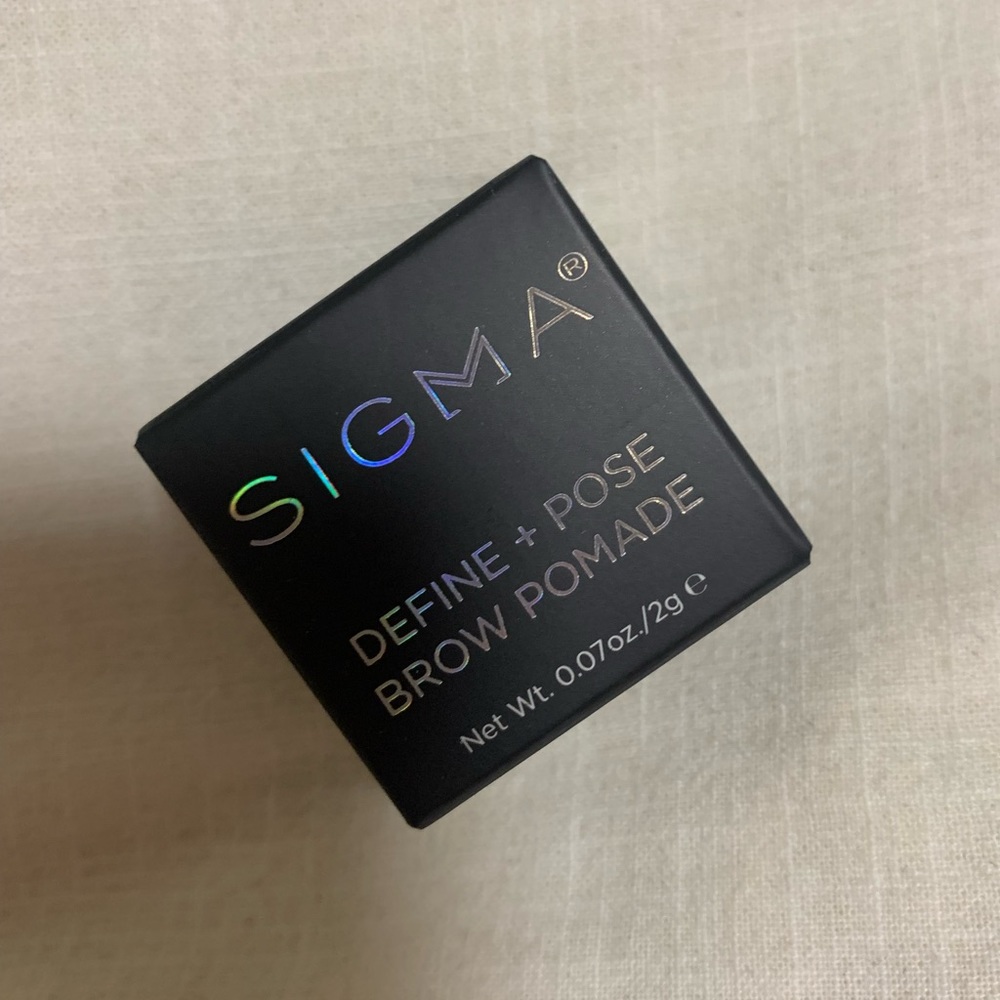 SIGMA®
DEFINE + POSE
BROW POMADE
Net Wt. 0.07oz./2g ℮